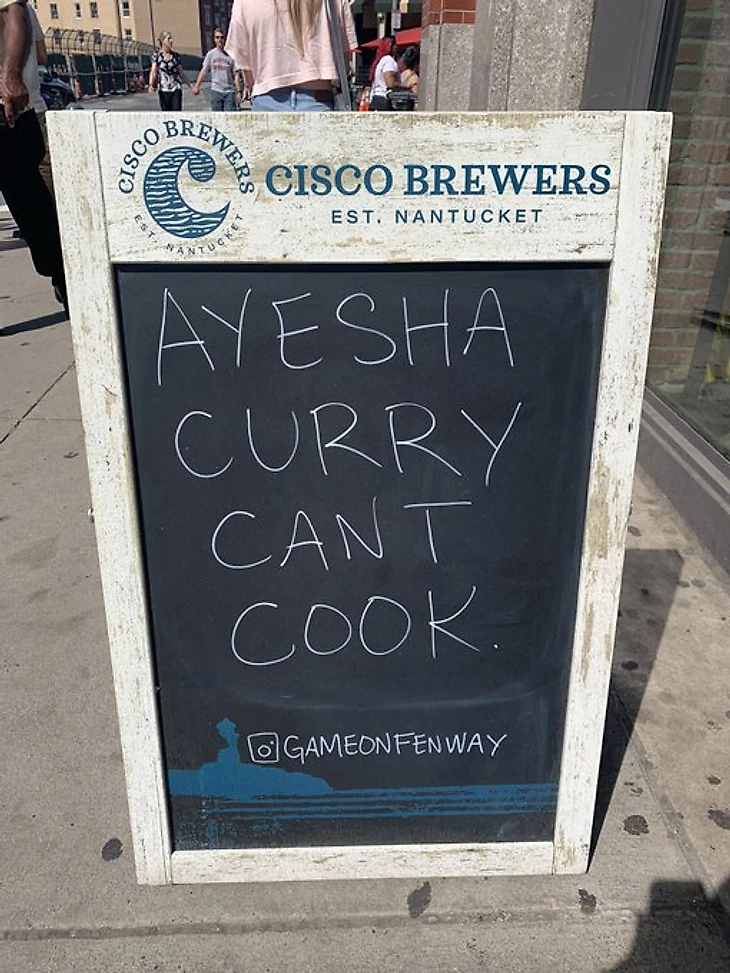 CISCO BREWERS
EST. NANTUCKET
CISCO BREWERS
EST. NANTUCKET
AYESHA
CURRY
CANT
COOK.
GAMEONFENWAY